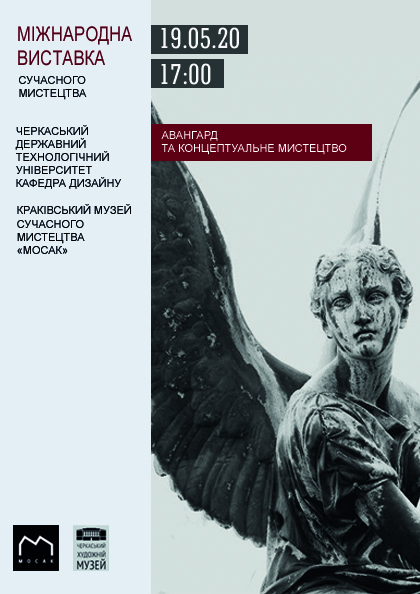 МІЖНАРОДНА
ВИСТАВКА
СУЧАСНОГО
МИСТЕЦТВА
ЧЕРКАСЬКИЙ
ДЕРЖАВНИЙ
ТЕХНОЛОГІЧНИЙ
УНІВЕРСИТЕТ
КАФЕДРА ДИЗАЙНУ
КРАКІВСЬКИЙ МУЗЕЙ
СУЧАСНОГО
МИСТЕЦТВА
«МОСАК»
19.05.20
17:00
АВАНГАРД
ТА КОНЦЕПТУАЛЬНЕ МИСТЕЦТВО
МОСАК
ЧЕРКАСЬКИЙ
ХУДОЖНІЙ
МУЗЕЙ